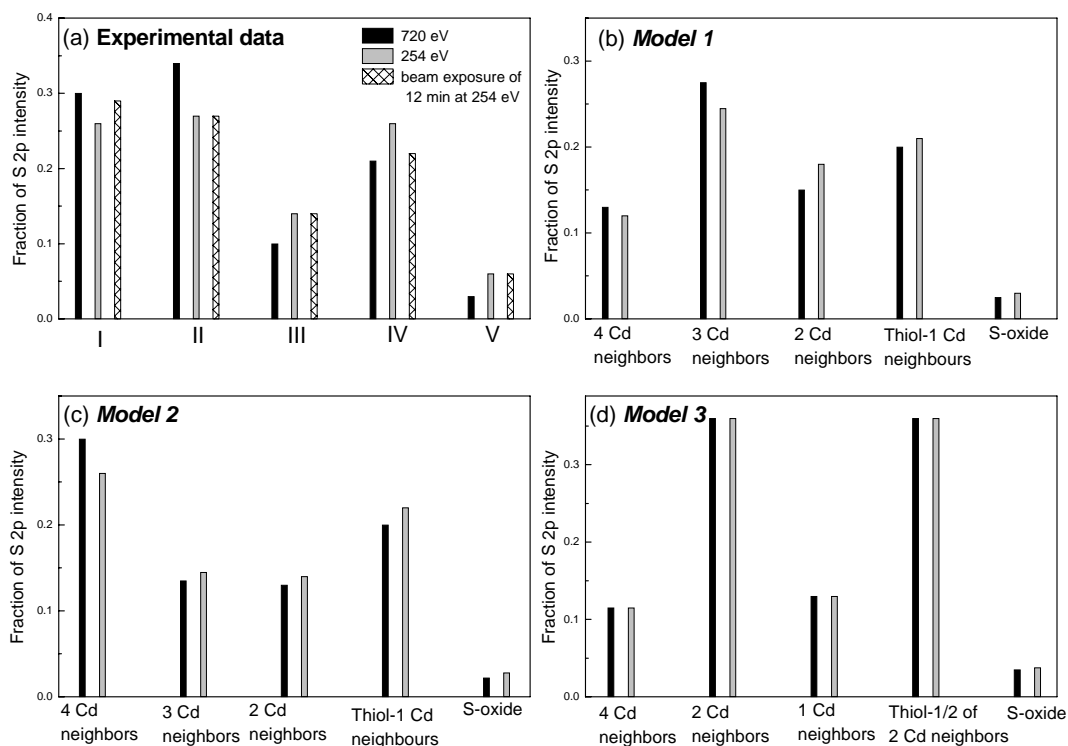 (a) Experimental data
720 eV
254 eV
beam exposure of
12 min at 254 eV
Fraction of S 2p intensity
0.4
0.3
0.2
0.1
0.0
I II III IV V
(b) Model 1
Fraction of S 2p intensity
0.3
0.2
0.1
0.0
4 Cd neighbors
3 Cd neighbors
2 Cd neighbors
Thiol-1 Cd neighbours
S-oxide
(c) Model 2
Fraction of S 2p intensity
0.3
0.2
0.1
0.0
4 Cd neighbors
3 Cd neighbors
2 Cd neighbors
Thiol-1 Cd neighbours
S-oxide
(d) Model 3
Fraction of S 2p intensity
0.3
0.2
0.1
0.0
4 Cd neighbors
2 Cd neighbors
1 Cd neighbors
Thiol-1/2 of 2 Cd neighbors
S-oxide